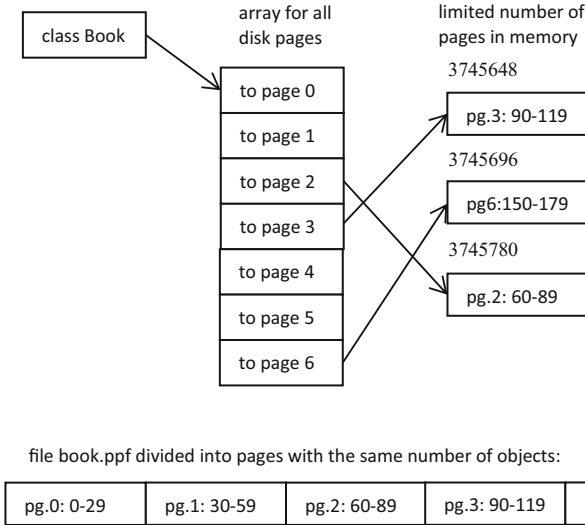 class Book
array for all
disk pages
to page 0
to page 1
to page 2
to page 3
to page 4
to page 5
to page 6
limited number of
pages in memory
3745648
pg.3: 90-119
3745696
pg6:150-179
3745780
pg.2: 60-89
file book.ppf divided into pages with the same number of objects:
pg.0: 0-29 pg.1: 30-59 pg.2: 60-89 pg.3: 90-119